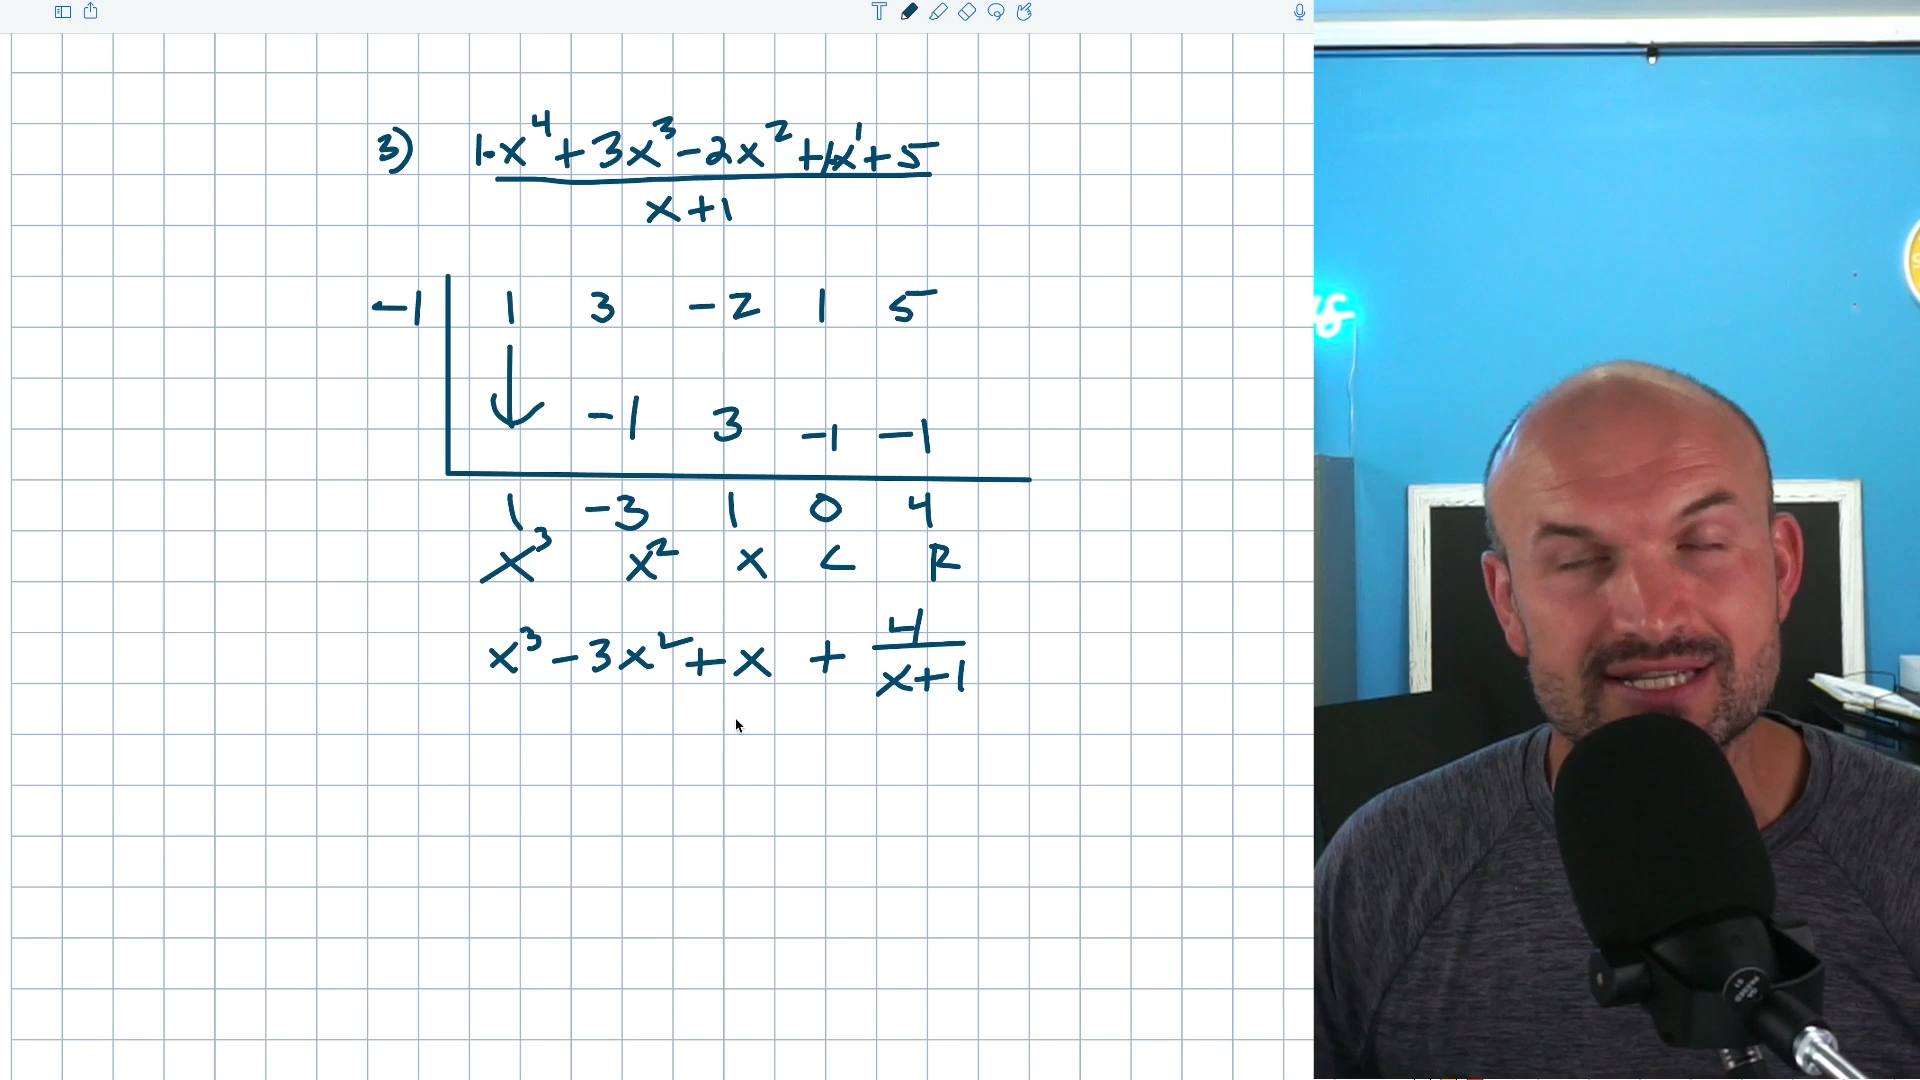 3) 1·x⁴ + 3x³ - 2x² + 1x¹ + 5
x + 1
-1 1 3 -2 1 5
-1 3 -1 -1
1 -3 1 0 4
x³ x² x C R
x³ - 3x² + x + 4
x + 1